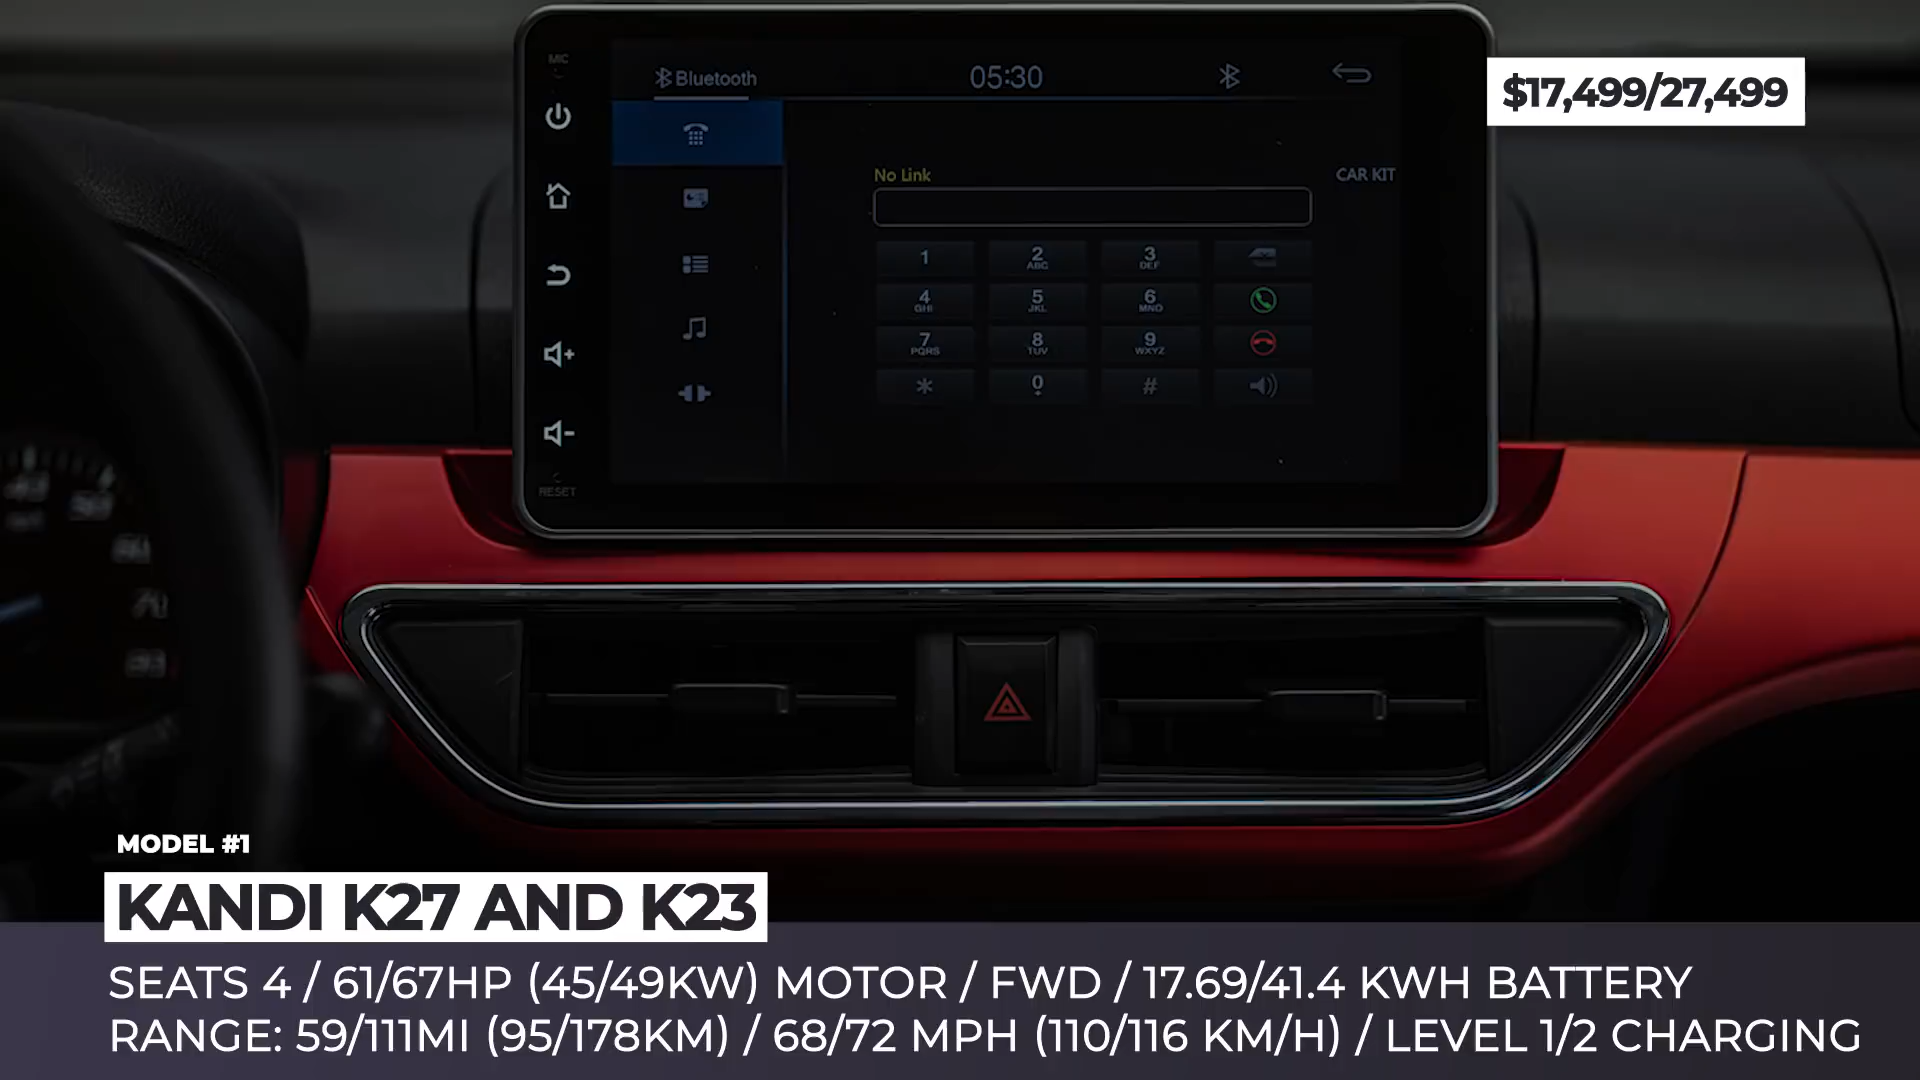 MIC
Bluetooth
05:30
$17,499/27,499
No Link
CAR KIT
1
2
ABC
3
DEF
4
GHI
5
JKL
6
MNO
7
PQRS
8
TUV
9
WXYZ
*
0
#
RESET
MODEL #1
KANDI K27 AND K23
SEATS 4 / 61/67HP (45/49KW) MOTOR / FWD / 17.69/41.4 KWH BATTERY
RANGE: 59/111MI (95/178KM) / 68/72 MPH (110/116 KM/H) / LEVEL 1/2 CHARGING